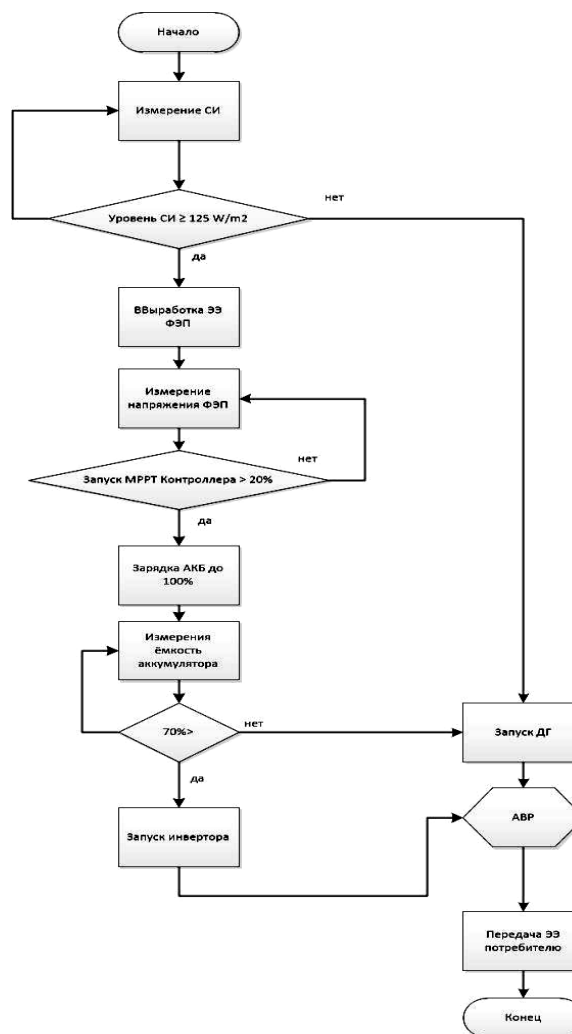 Начало
Измерение СИ
нет
Уровень СИ ≥ 125 W/m2
да
ВВыработка ЭЭ
ФЭП
Измерение
напряжения ФЭП
нет
Запуск МРРТ Контроллера > 20%
да
Зарядка АКБ до
100%
Измерения
ёмкость
аккумулятора
70%>
нет
Запуск ДГ
да
АВР
Запуск инвертора
Передача ЭЭ
потребителю
Конец